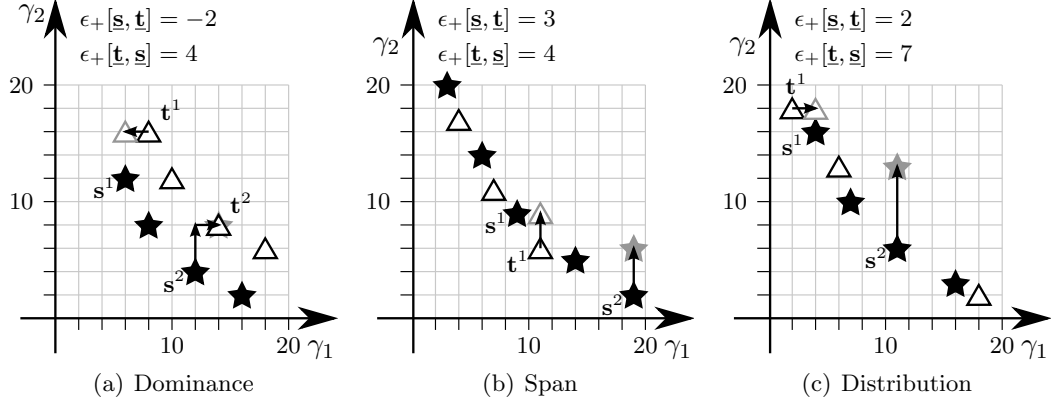 γ₂
ϵ₊[s, t] = −2
ϵ₊[t, s] = 4
20
10
t¹
s¹
t²
s²
10
20
γ₁
(a) Dominance
γ₂
ϵ₊[s, t] = 3
ϵ₊[t, s] = 4
20
10
s¹
t¹
s²
10
20
γ₁
(b) Span
γ₂
ϵ₊[s, t] = 2
ϵ₊[t, s] = 7
20
t¹
s¹
10
s²
10
20
γ₁
(c) Distribution